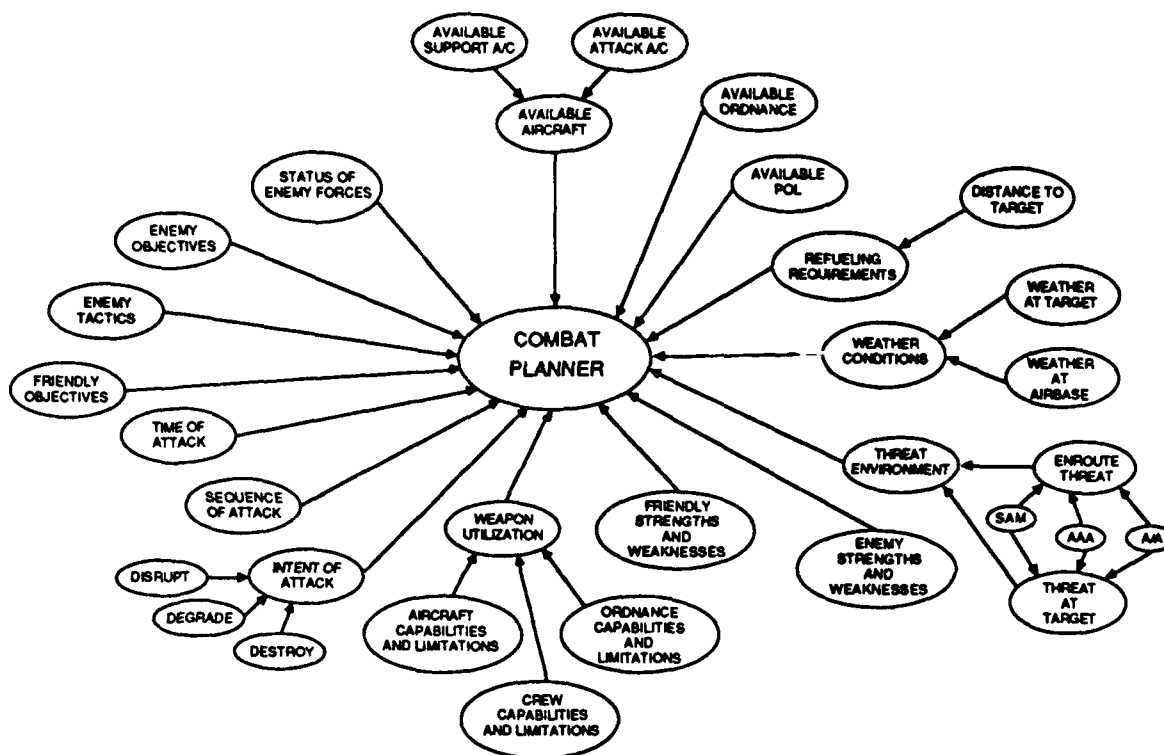 AVAILABLE
SUPPORT A/C
AVAILABLE
ATTACK A/C
AVAILABLE
AIRCRAFT
AVAILABLE
ORDNANCE
STATUS OF
ENEMY FORCES
AVAILABLE
POL
DISTANCE TO
TARGET
ENEMY
OBJECTIVES
REFUELING
REQUIREMENTS
ENEMY
TACTICS
WEATHER
AT TARGET
COMBAT
PLANNER
WEATHER
CONDITIONS
FRIENDLY
OBJECTIVES
WEATHER
AT
AIRBASE
TIME OF
ATTACK
THREAT
ENVIRONMENT
ENROUTE
THREAT
SEQUENCE
OF ATTACK
WEAPON
UTILIZATION
FRIENDLY
STRENGTHS
AND
WEAKNESSES
SAM
AAA
A/A
ENEMY
STRENGTHS
AND
WEAKNESSES
DISRUPT
INTENT OF
ATTACK
THREAT
AT
TARGET
DEGRADE
DESTROY
AIRCRAFT
CAPABILITIES
AND LIMITATIONS
ORDNANCE
CAPABILITIES
AND
LIMITATIONS
CREW
CAPABILITIES
AND LIMITATIONS